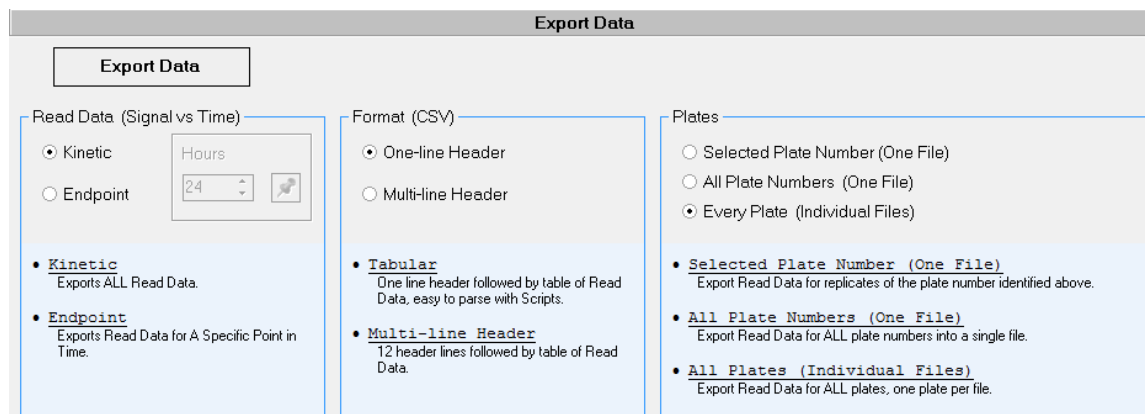 Export Data
Export Data
Read Data (Signal vs Time)
Kinetic
Hours
24
Endpoint
• Kinetic
Exports ALL Read Data.
• Endpoint
Exports Read Data for A Specific Point in
Time.
Format (CSV)
One-line Header
Multi-line Header
• Tabular
One line header followed by table of Read
Data, easy to parse with Scripts.
• Multi-line Header
12 header lines followed by table of Read
Data.
Plates
Selected Plate Number (One File)
All Plate Numbers (One File)
Every Plate (Individual Files)
• Selected Plate Number (One File)
Export Read Data for replicates of the plate number identified above.
• All Plate Numbers (One File)
Export Read Data for ALL plate numbers into a single file.
• All Plates (Individual Files)
Export Read Data for ALL plates, one plate per file.